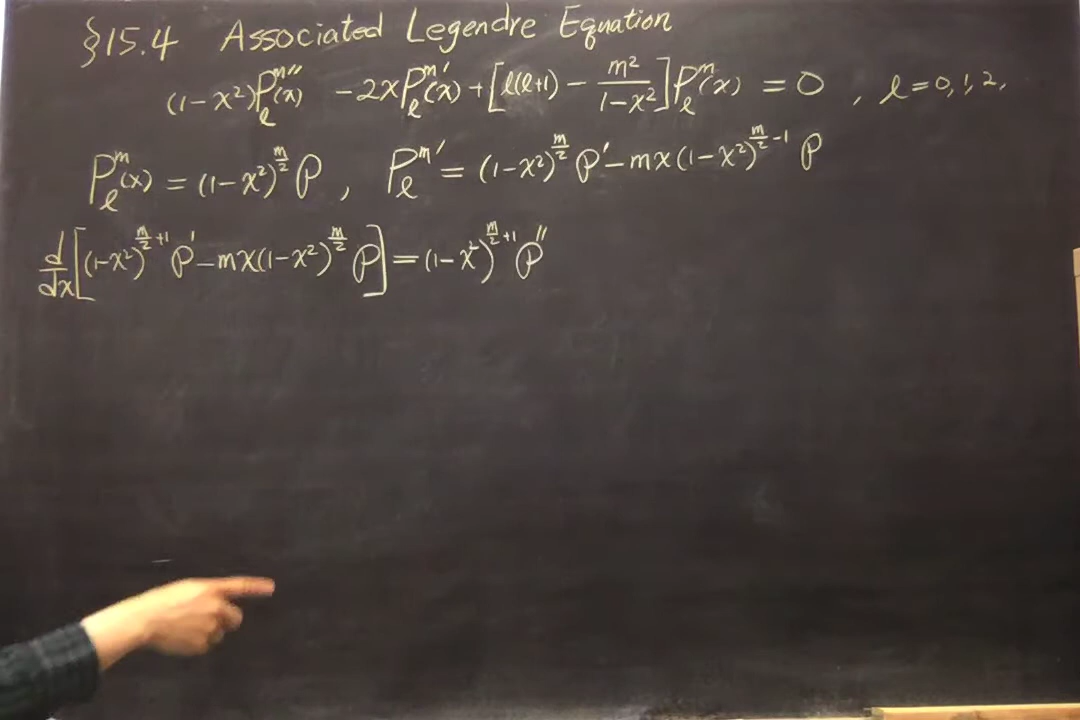 §15.4 Associated Legendre Equation
(1-x²)P_ℓ^m''(x) - 2xP_ℓ^m'(x) + [ℓ(ℓ+1) - m²/(1-x²)]P_ℓ^m(x) = 0 , ℓ=0,1,2,
P_ℓ^m(x) = (1-x²)^(m/2) P , P_ℓ^m' = (1-x²)^(m/2) P' - mx(1-x²)^(m/2 -1) P
d/dx[(1-x²)^(m/2 +1) P' - mx(1-x²)^(m/2) P] = (1-x²)^(m/2 +1) P''